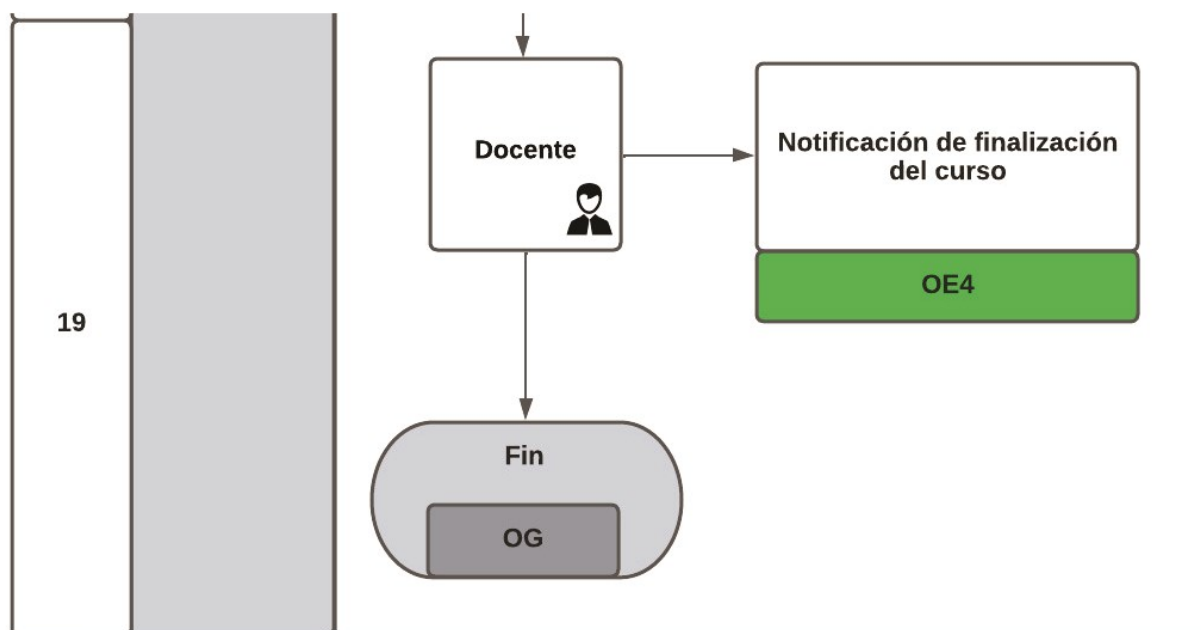 Docente
Notificación de finalización
del curso
OE4
19
Fin
OG